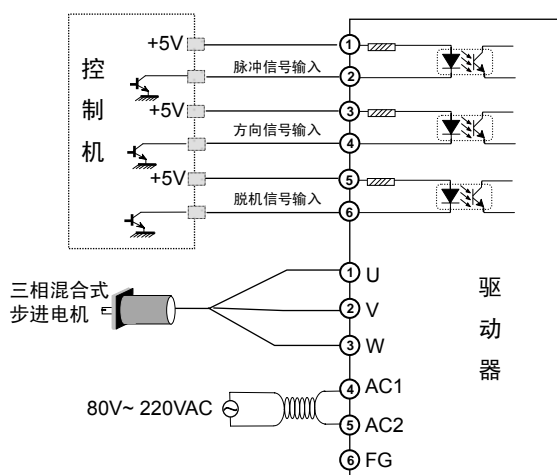 控制机
+5V
①
脉冲信号输入
②
+5V
③
方向信号输入
④
+5V
⑤
脱机信号输入
⑥
三相混合式
步进电机
① U
② V
③ W
驱动器
80V~ 220VAC
④ AC1
⑤ AC2
⑥ FG